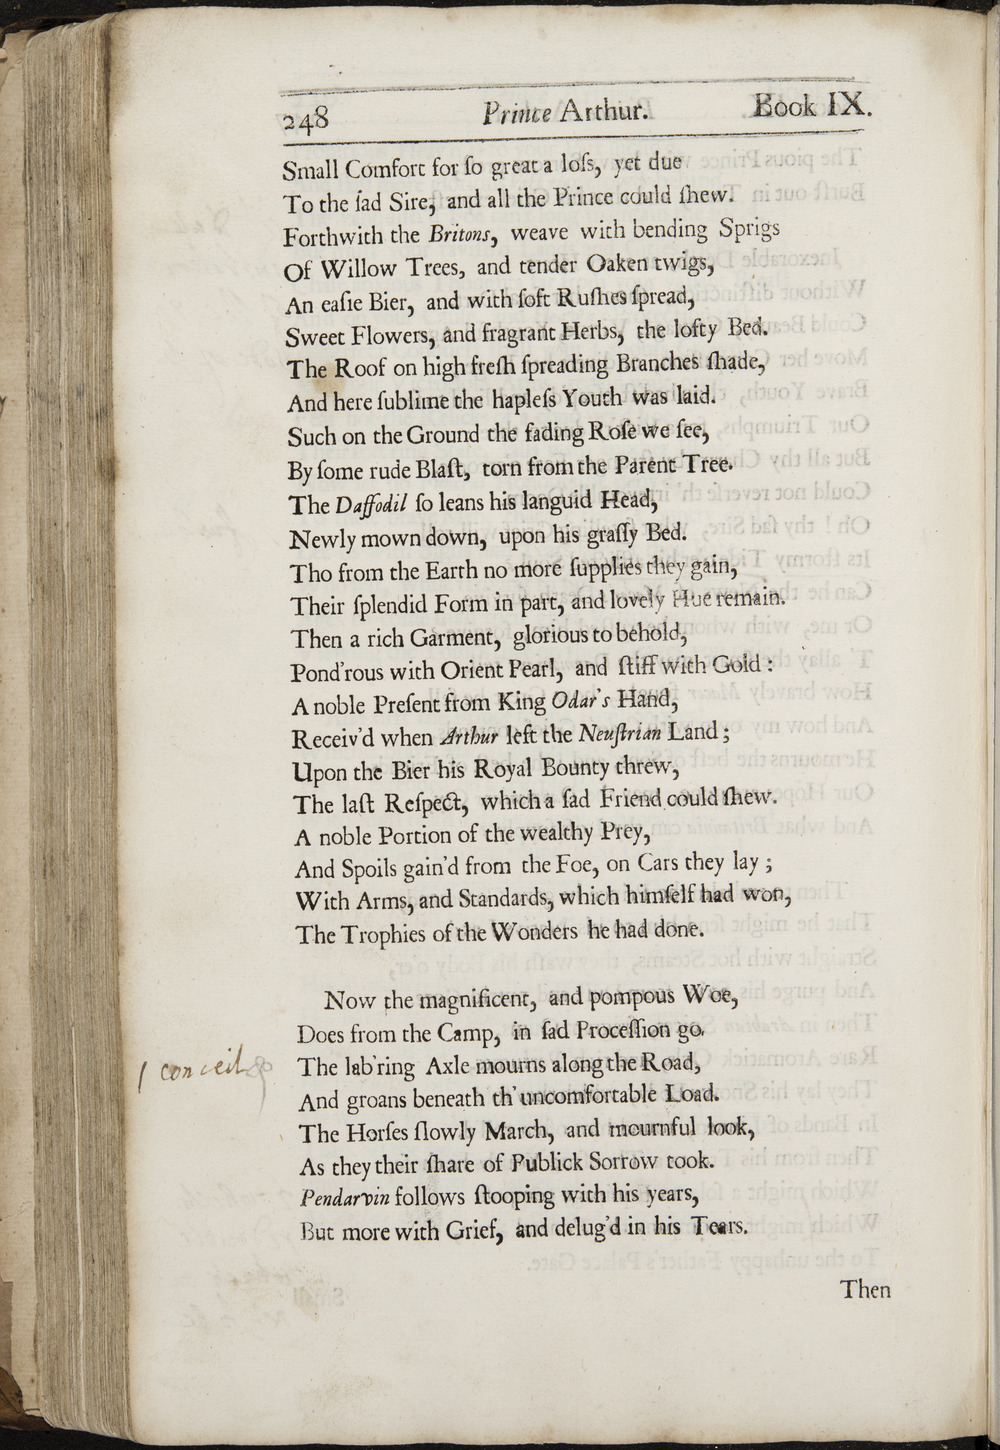 248 Prince Arthur. Book IX.
Small Comfort for ſo great a loſs, yet due
To the ſad Sire, and all the Prince could ſhew.
Forthwith the Britons, weave with bending Sprigs
Of Willow Trees, and tender Oaken twigs,
An eaſie Bier, and with ſoft Ruſhes ſpread,
Sweet Flowers, and fragrant Herbs, the lofty Bed.
The Roof on high freſh ſpreading Branches ſhade,
And here ſublime the hapleſs Youth was laid.
Such on the Ground the fading Roſe we ſee,
By ſome rude Blaſt, torn from the Parent Tree.
The Daffodil ſo leans his languid Head,
Newly mown down, upon his graſſy Bed.
Tho from the Earth no more ſupplies they gain,
Their ſplendid Form in part, and lovely Hue remain.
Then a rich Garment, glorious to behold,
Pond'rous with Orient Pearl, and ſtiff with Gold :
A noble Preſent from King Odar's Hand,
Receiv'd when Arthur left the Neuſtrian Land ;
Upon the Bier his Royal Bounty threw,
The laſt Reſpect, which a ſad Friend could ſhew.
A noble Portion of the wealthy Prey,
And Spoils gain'd from the Foe, on Cars they lay ;
With Arms, and Standards, which himſelf had won,
The Trophies of the Wonders he had done.
Now the magnificent, and pompous Woe,
Does from the Camp, in ſad Proceſſion go.
The lab'ring Axle mourns along the Road,
And groans beneath th' uncomfortable Load.
The Horſes ſlowly March, and mournful look,
As they their ſhare of Publick Sorrow took.
Pendarvin follows ſtooping with his years,
But more with Grief, and delug'd in his Tears.
Then
conceit